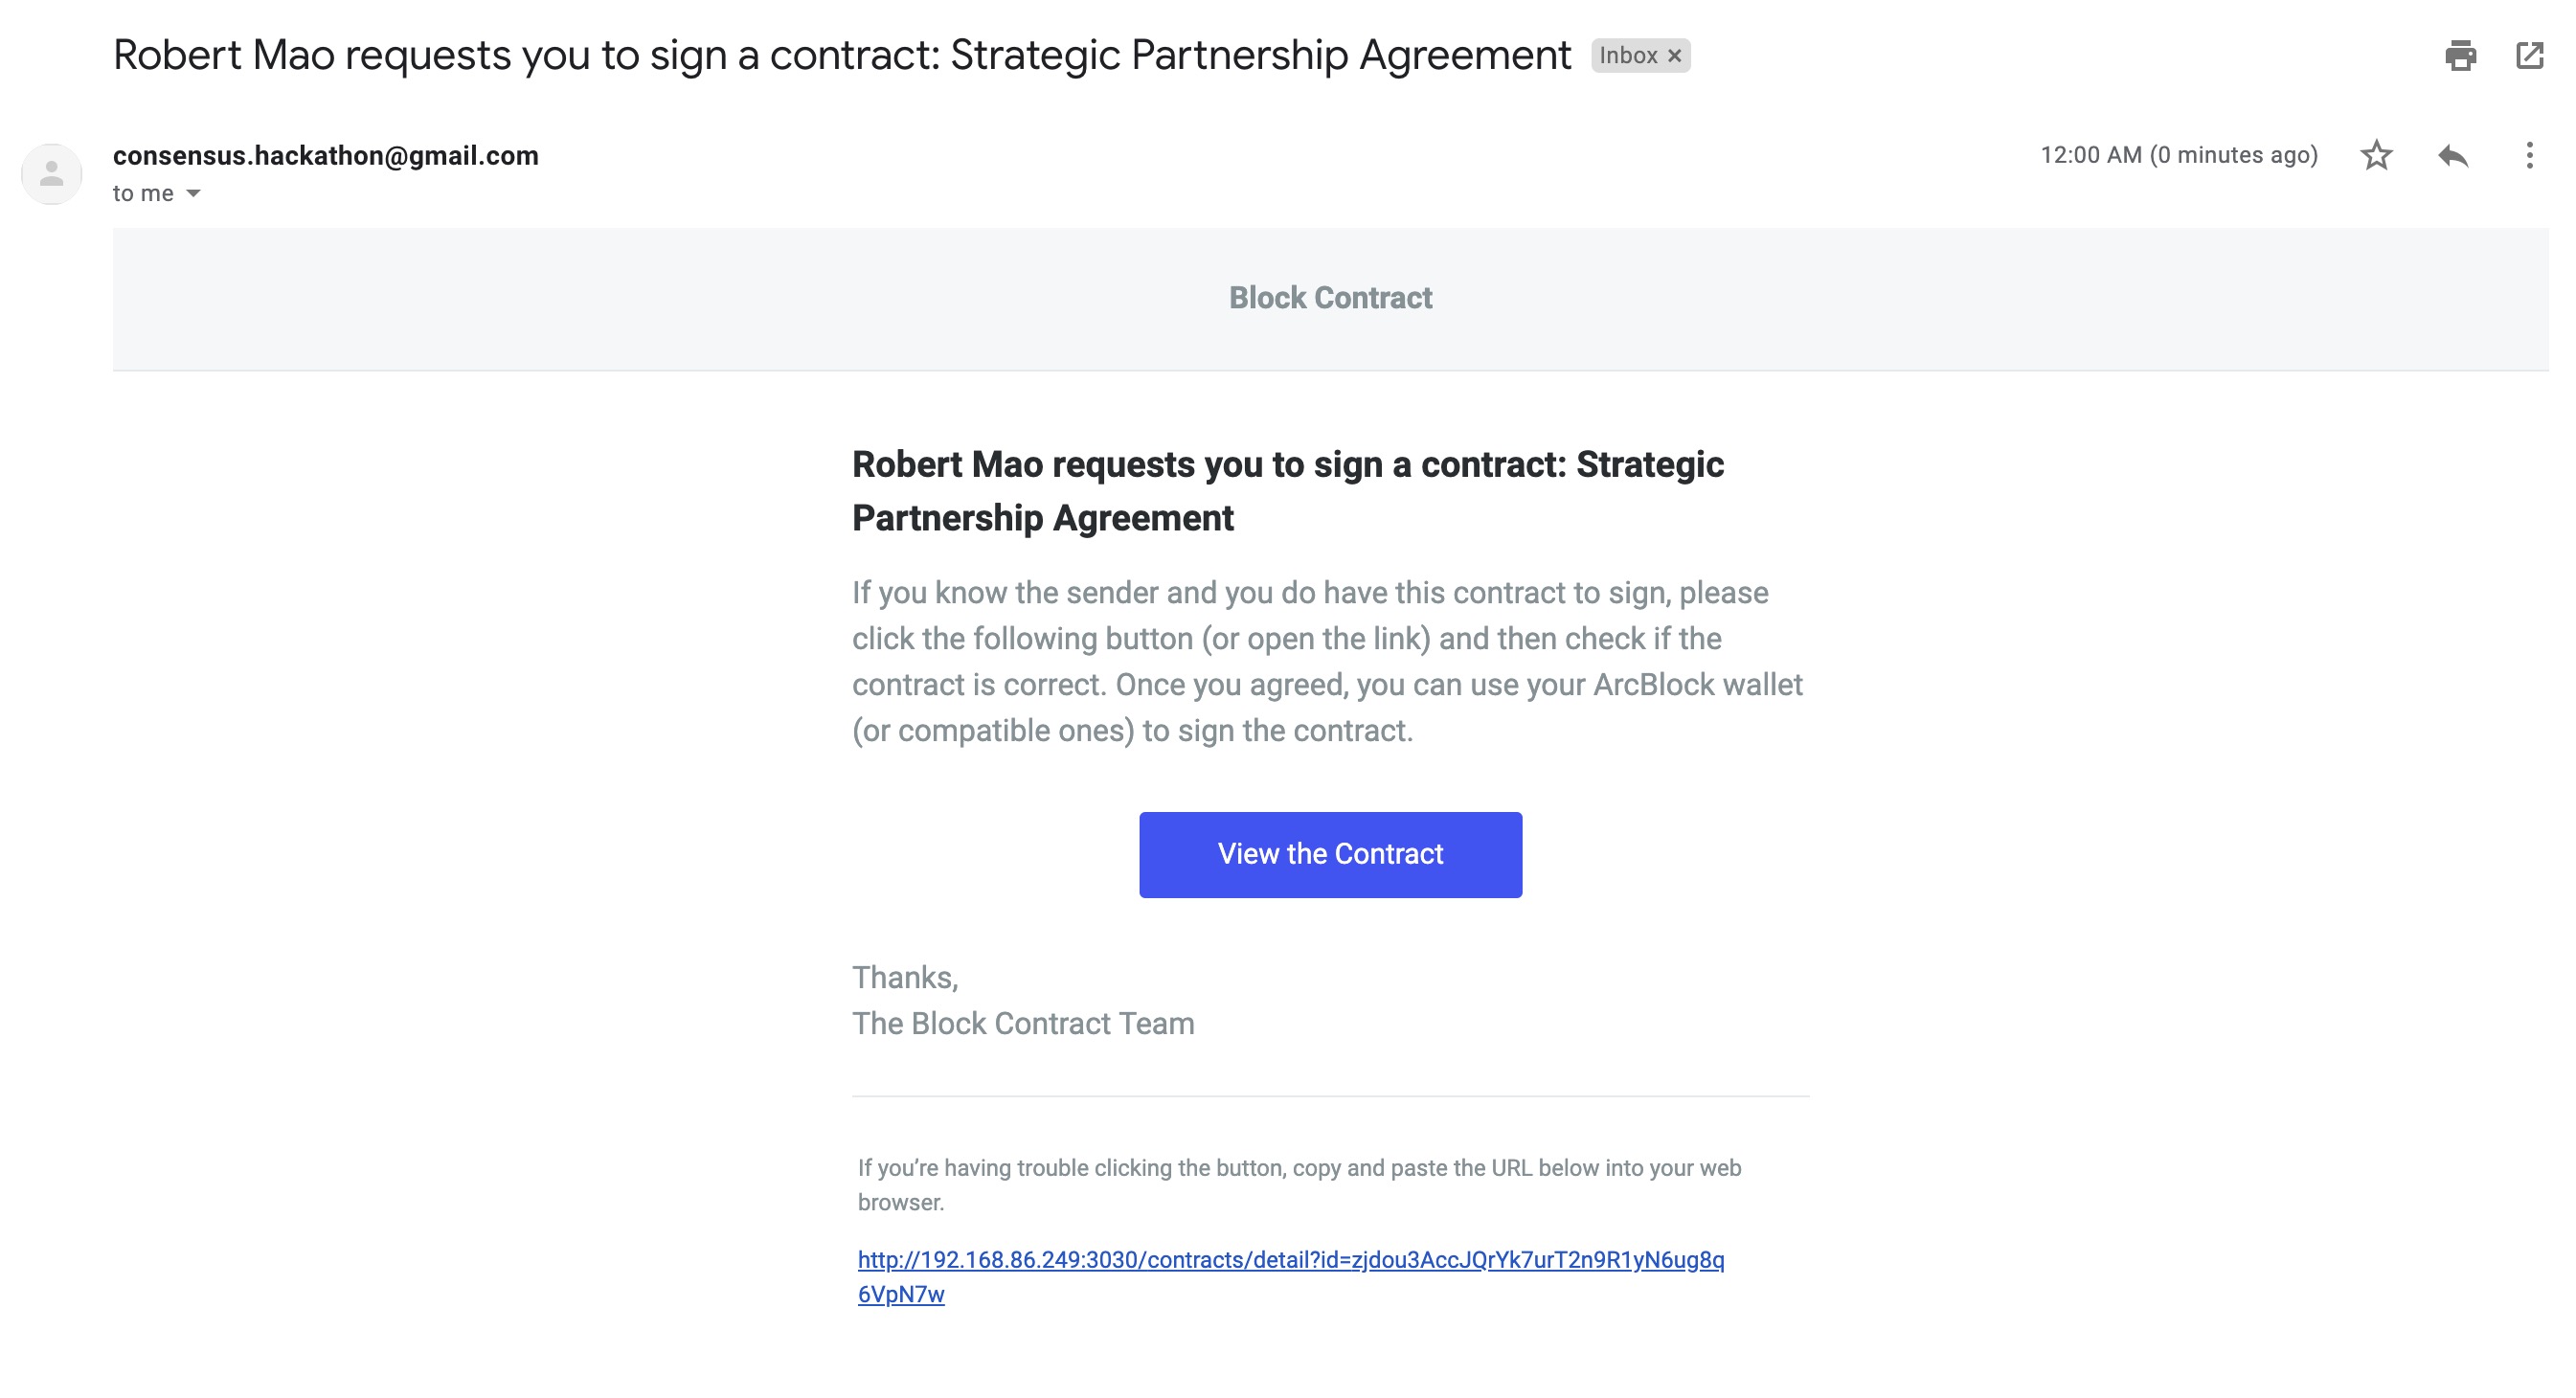 Robert Mao requests you to sign a contract: Strategic Partnership Agreement Inbox ×
consensus.hackathon@gmail.com 12:00 AM (0 minutes ago)
to me
Block Contract
Robert Mao requests you to sign a contract: Strategic
Partnership Agreement
If you know the sender and you do have this contract to sign, please
click the following button (or open the link) and then check if the
contract is correct. Once you agreed, you can use your ArcBlock wallet
(or compatible ones) to sign the contract.
View the Contract
Thanks,
The Block Contract Team
If you’re having trouble clicking the button, copy and paste the URL below into your web
browser.
http://192.168.86.249:3030/contracts/detail?id=zjdou3AccJQrYk7urT2n9R1yN6ug8q
6VpN7w